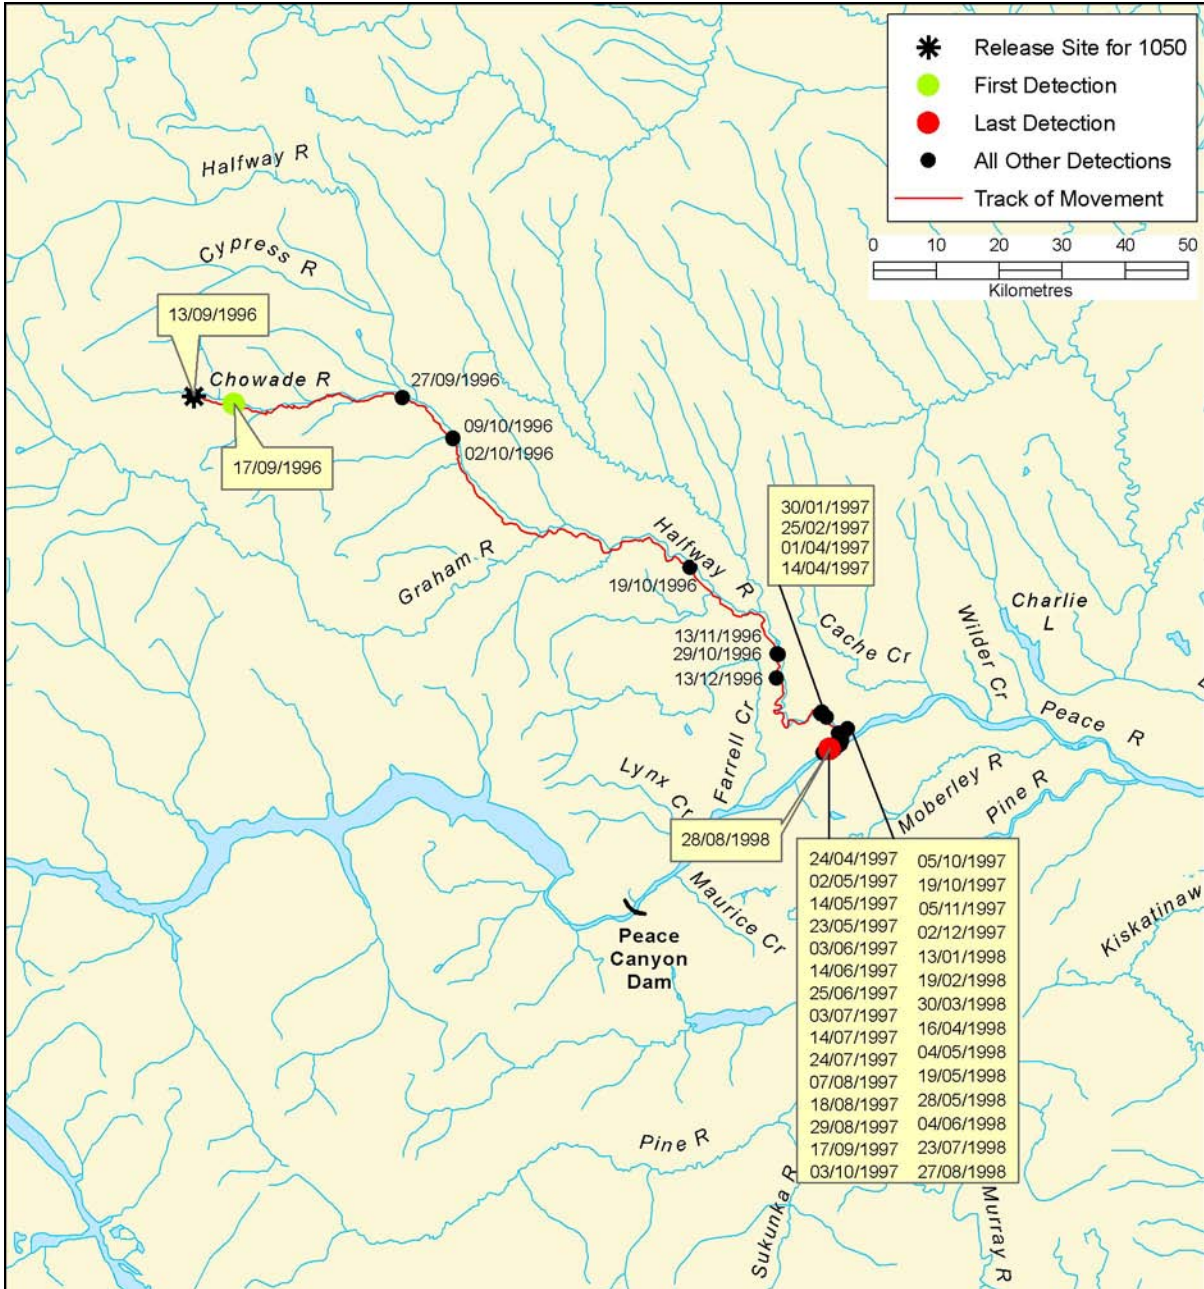 Release Site for 1050
First Detection
Last Detection
All Other Detections
Track of Movement
0 10 20 30 40 50
Kilometres
Halfway R
Cypress R
13/09/1996
Chowade R
27/09/1996
09/10/1996
02/10/1996
17/09/1996
30/01/1997
25/02/1997
01/04/1997
14/04/1997
Halfway R
Graham R
19/10/1996
Charlie
L
Cache Cr
Wilder Cr
13/11/1996
29/10/1996
13/12/1996
Peace R
Farrell Cr
Lynx Cr
Moberley R
Pine R
28/08/1998
24/04/1997 05/10/1997
02/05/1997 19/10/1997
14/05/1997 05/11/1997
23/05/1997 02/12/1997
03/06/1997 13/01/1998
14/06/1997 19/02/1998
25/06/1997 30/03/1998
03/07/1997 16/04/1998
14/07/1997 04/05/1998
24/07/1997 19/05/1998
07/08/1997 28/05/1998
18/08/1997 04/06/1998
29/08/1997 23/07/1998
17/09/1997 27/08/1998
03/10/1997
Maurice Cr
Peace
Canyon
Dam
Kiskatinaw
Pine R
Sukunka R
Murray R